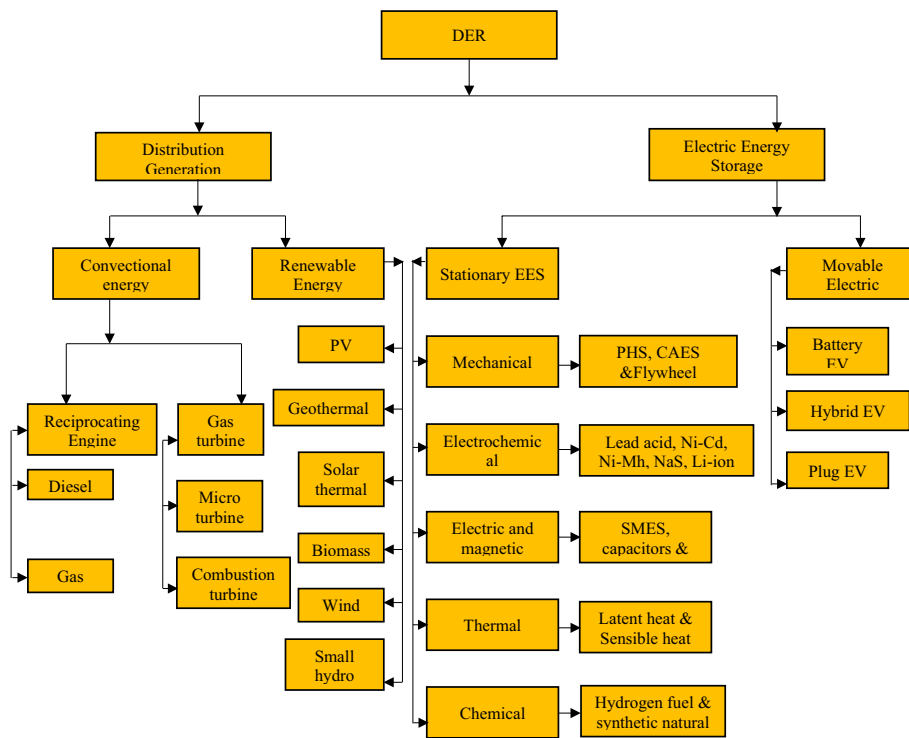 DER
Distribution
Generation
Electric Energy
Storage
Convectional
energy
Renewable
Energy
Stationary EES
Movable
Electric
PV
Geothermal
Solar
thermal
Biomass
Wind
Small
hydro
Reciprocating
Engine
Diesel
Gas
Gas
turbine
Micro
turbine
Combustion
turbine
Mechanical
PHS, CAES
&Flywheel
Electrochemic
al
Lead acid, Ni-Cd,
Ni-Mh, NaS, Li-ion
Electric and
magnetic
SMES,
capacitors &
Thermal
Latent heat &
Sensible heat
Chemical
Hydrogen fuel &
synthetic natural
Battery
EV
Hybrid EV
Plug EV